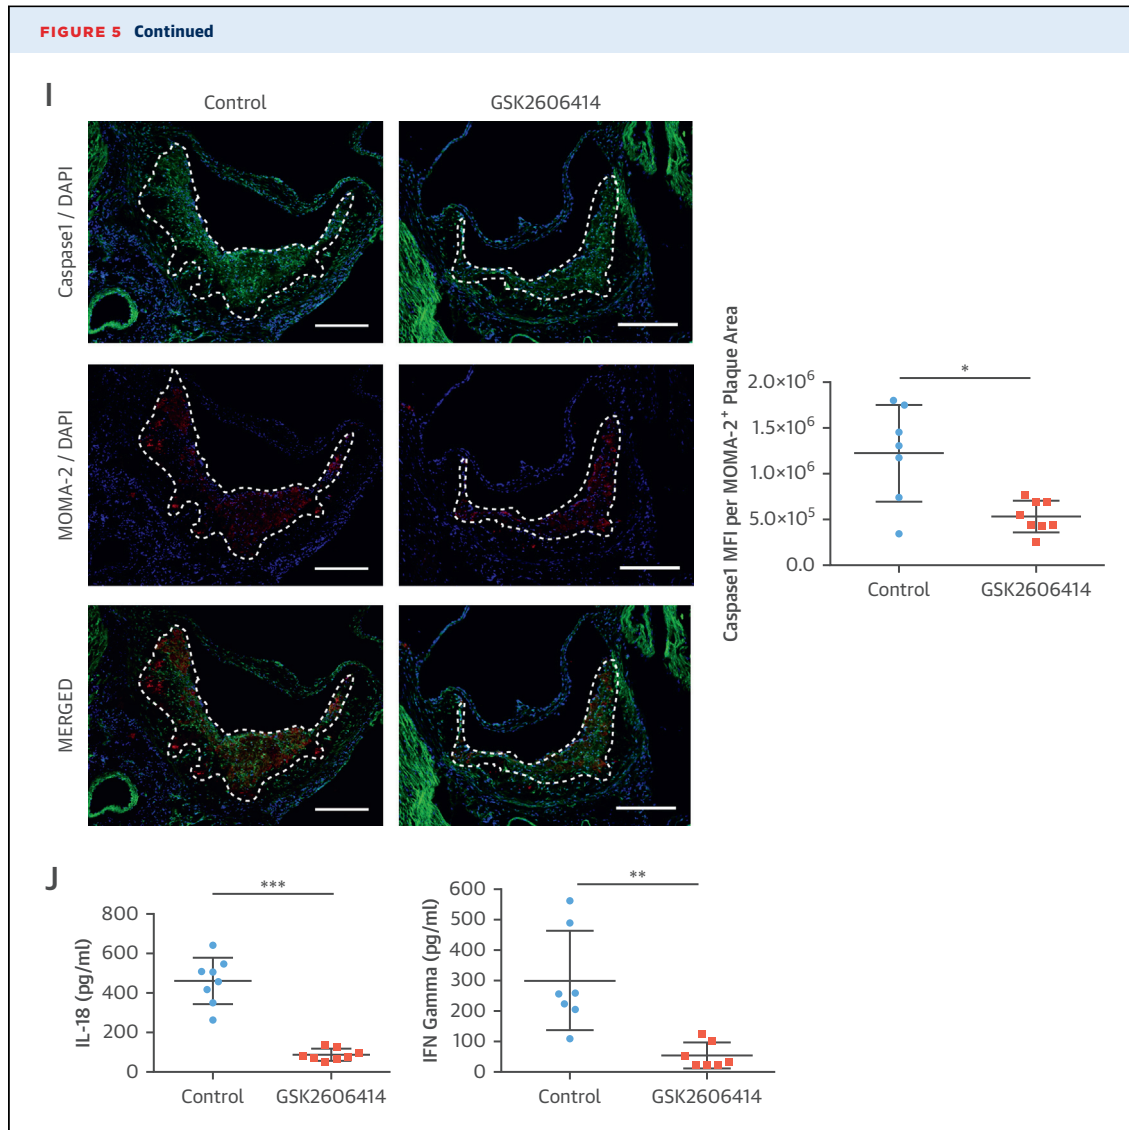 FIGURE 5 Continued
I
Control
GSK2606414
Caspase1 / DAPI
MOMA-2 / DAPI
MERGED
Caspase1 MFI per MOMA-2⁺ Plaque Area
*
2.0×10⁶
1.5×10⁶
1.0×10⁶
5.0×10⁵
0.0
Control
GSK2606414
J
IL-18 (pg/ml)
***
800
600
400
200
0
Control
GSK2606414
IFN Gamma (pg/ml)
**
600
500
400
300
200
100
0
Control
GSK2606414